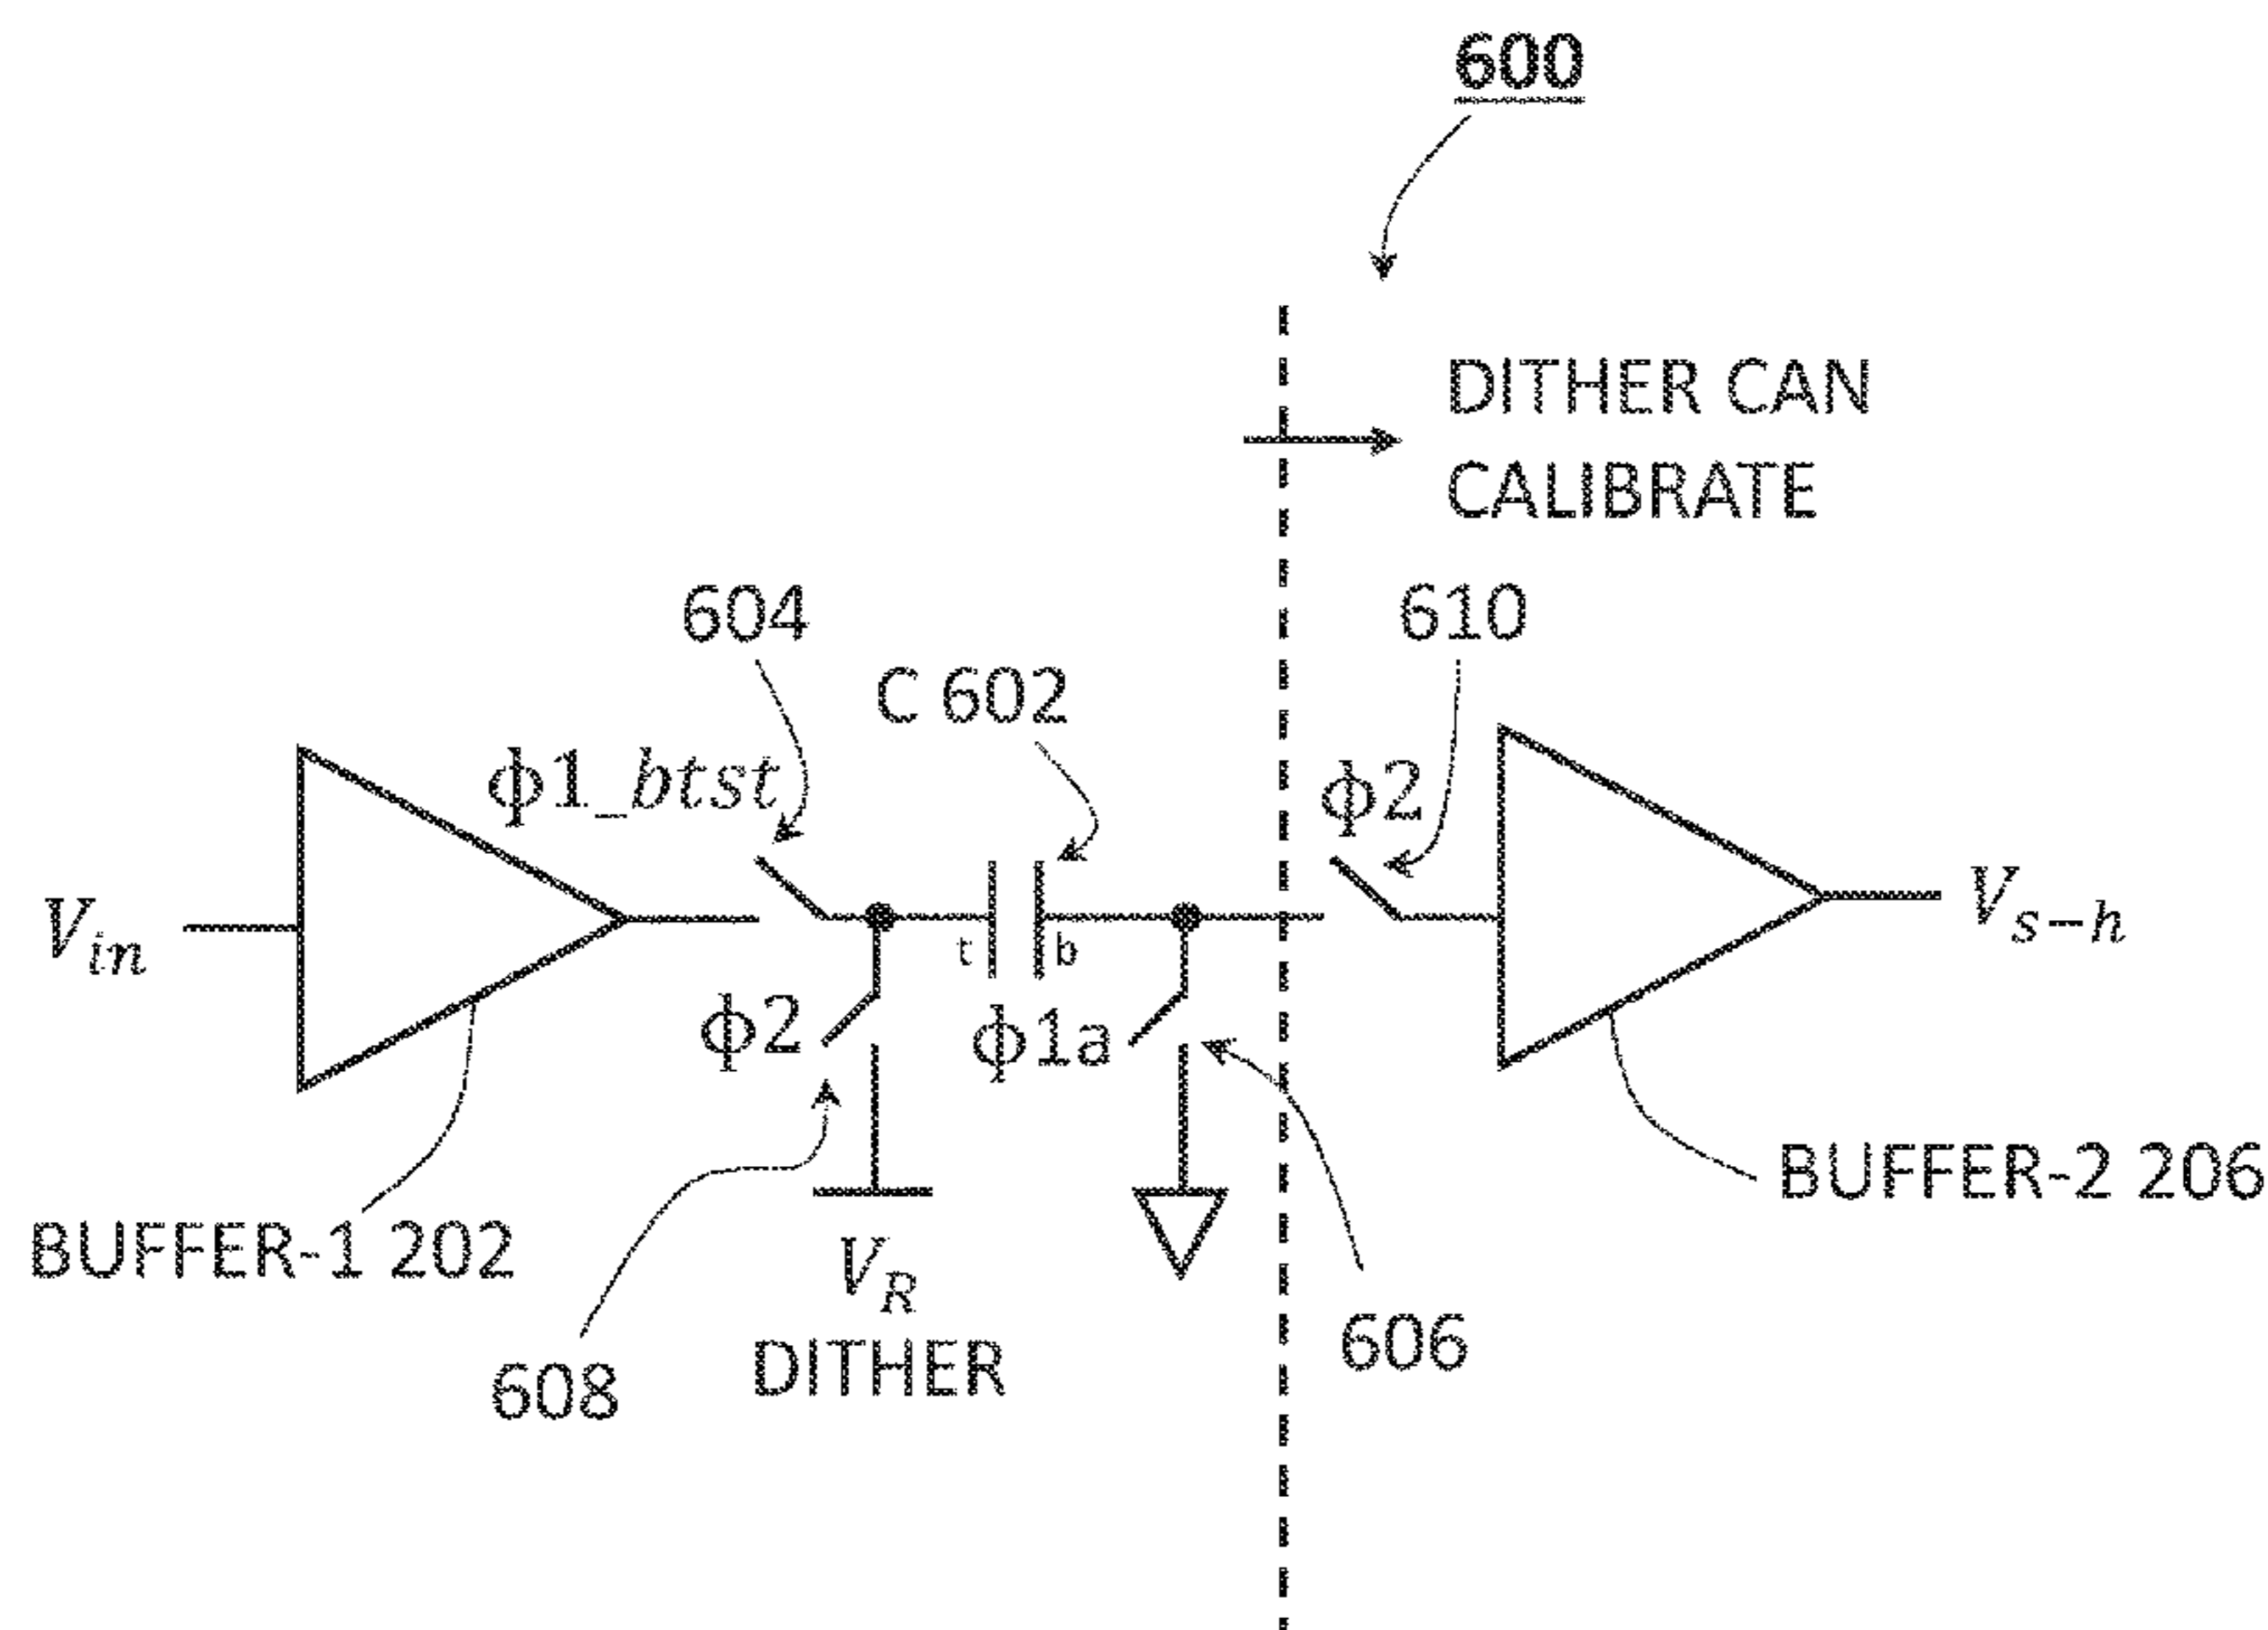 600
DITHER CAN
CALIBRATE
604
610
C 602
ϕ1_btst
ϕ2
V_in
t
b
V_s-h
ϕ2
ϕ1a
BUFFER-2 206
BUFFER-1 202
V_R
DITHER
606
608